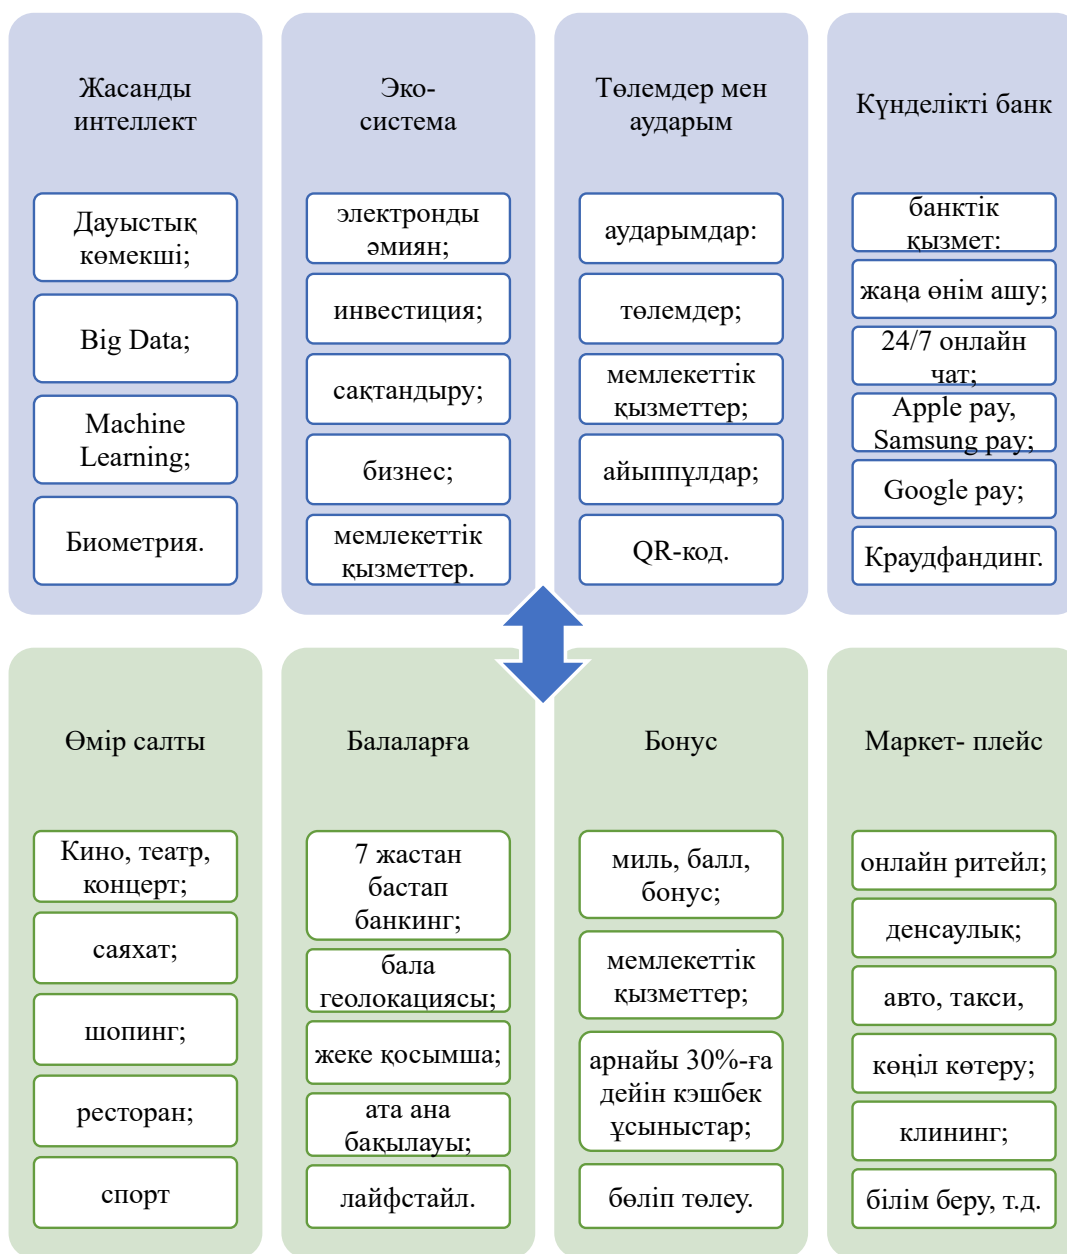 Жасанды
интеллект
Дауыстық
көмекші;
Big Data;
Machine
Learning;
Биометрия.
Эко-
система
электронды
әмиян;
инвестиция;
сақтандыру;
бизнес;
мемлекеттік
қызметтер.
Төлемдер мен
аударым
аударымдар:
төлемдер;
мемлекеттік
қызметтер;
айыппұлдар;
QR-код.
Күнделікті банк
банктік
қызмет:
жаңа өнім ашу;
24/7 онлайн
чат;
Apple pay,
Samsung pay;
Google pay;
Краудфандинг.
Өмір салты
Кино, театр,
концерт;
саяхат;
шопинг;
ресторан;
спорт
Балаларға
7 жастан
бастап
банкинг;
бала
геолокациясы;
жеке қосымша;
ата ана
бақылауы;
лайфстайл.
Бонус
миль, балл,
бонус;
мемлекеттік
қызметтер;
арнайы 30%-ға
дейін кэшбек
ұсыныстар;
бөліп төлеу.
Маркет- плейс
онлайн ритейл;
денсаулық;
авто, такси,
көңіл көтеру;
клининг;
білім беру, т.д.